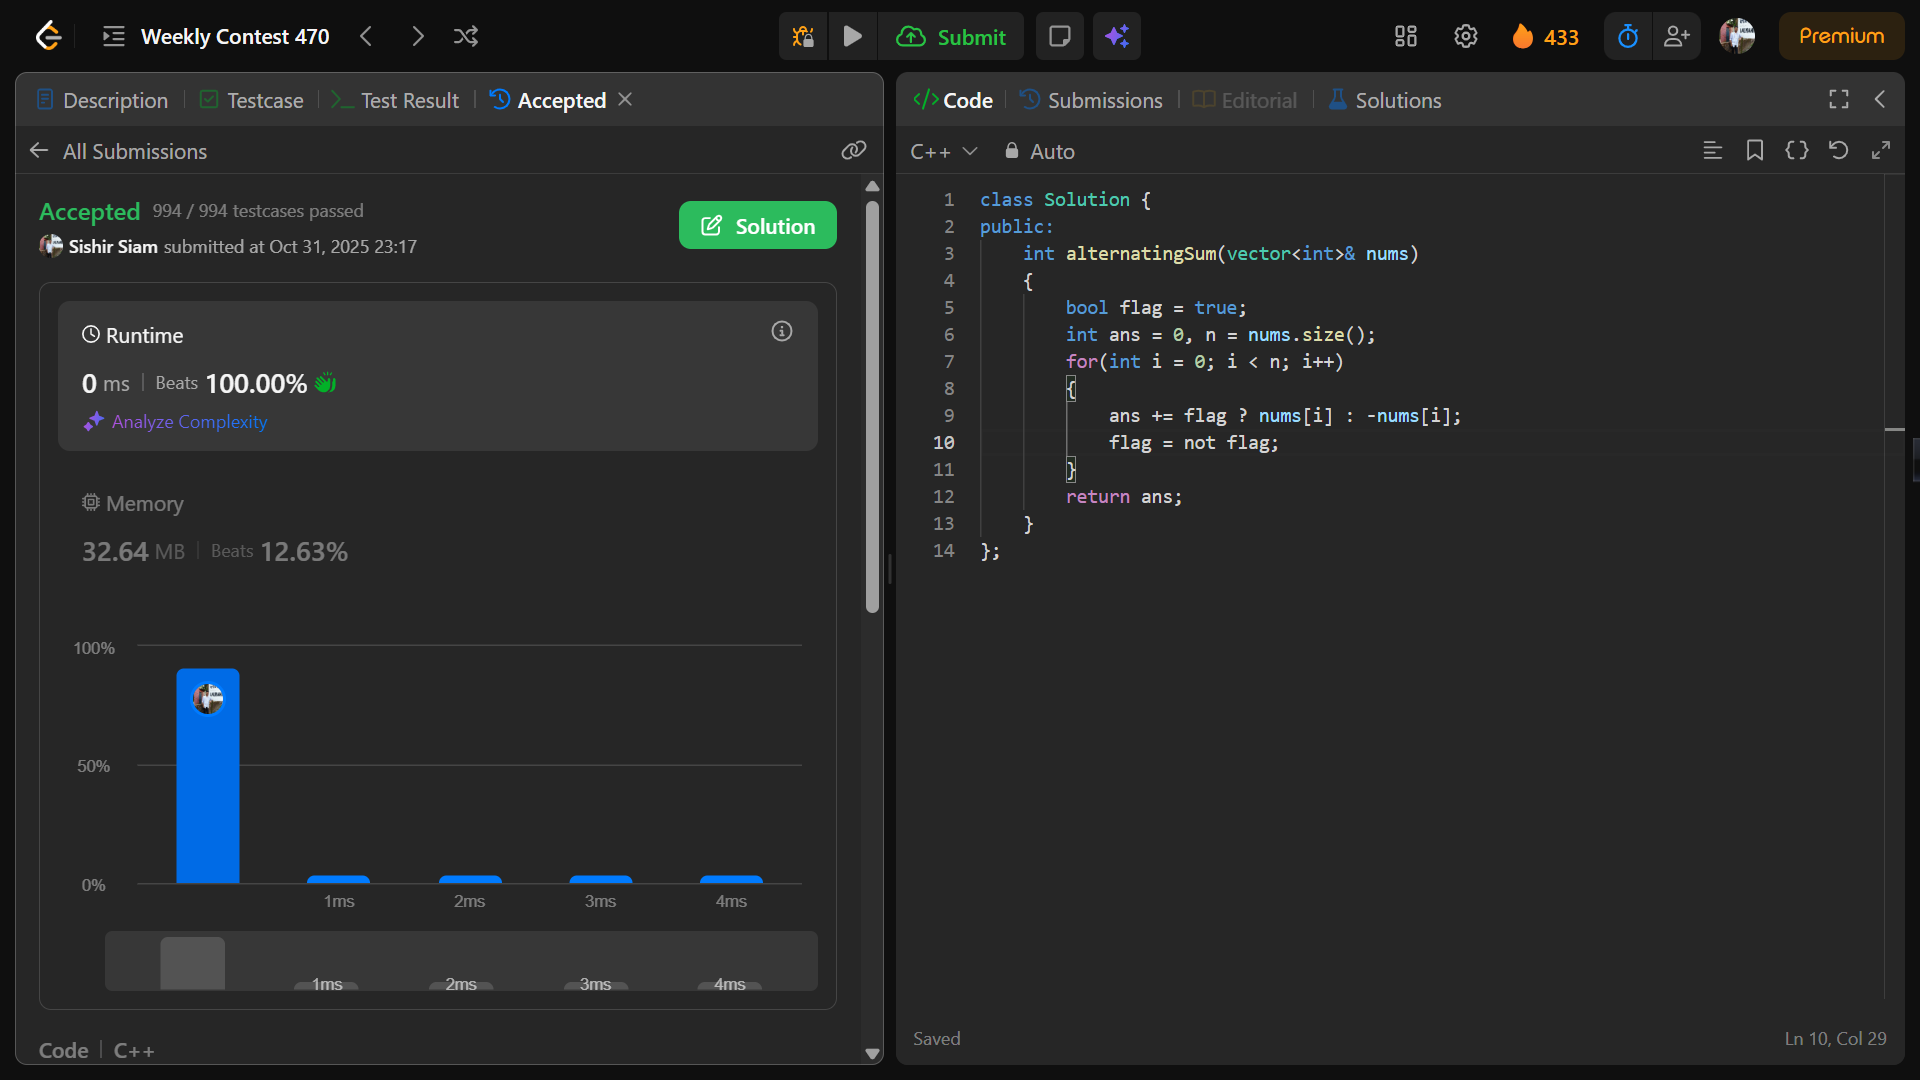 Weekly Contest 470
Submit
433
Premium
Description
Testcase
Test Result
Accepted
All Submissions
Accepted 994 / 994 testcases passed
Sishir Siam submitted at Oct 31, 2025 23:17
Solution
Runtime
0 ms Beats 100.00%
Analyze Complexity
Memory
32.64 MB Beats 12.63%
100%
50%
0%
1ms 2ms 3ms 4ms
1ms 2ms 3ms 4ms
Code C++
Code
Submissions
Editorial
Solutions
C++ Auto
1 class Solution {
2 public:
3     int alternatingSum(vector<int>& nums)
4     {
5         bool flag = true;
6         int ans = 0, n = nums.size();
7         for(int i = 0; i < n; i++)
8         {
9             ans += flag ? nums[i] : -nums[i];
10             flag = not flag;
11         }
12         return ans;
13     }
14 };
Saved
Ln 10, Col 29